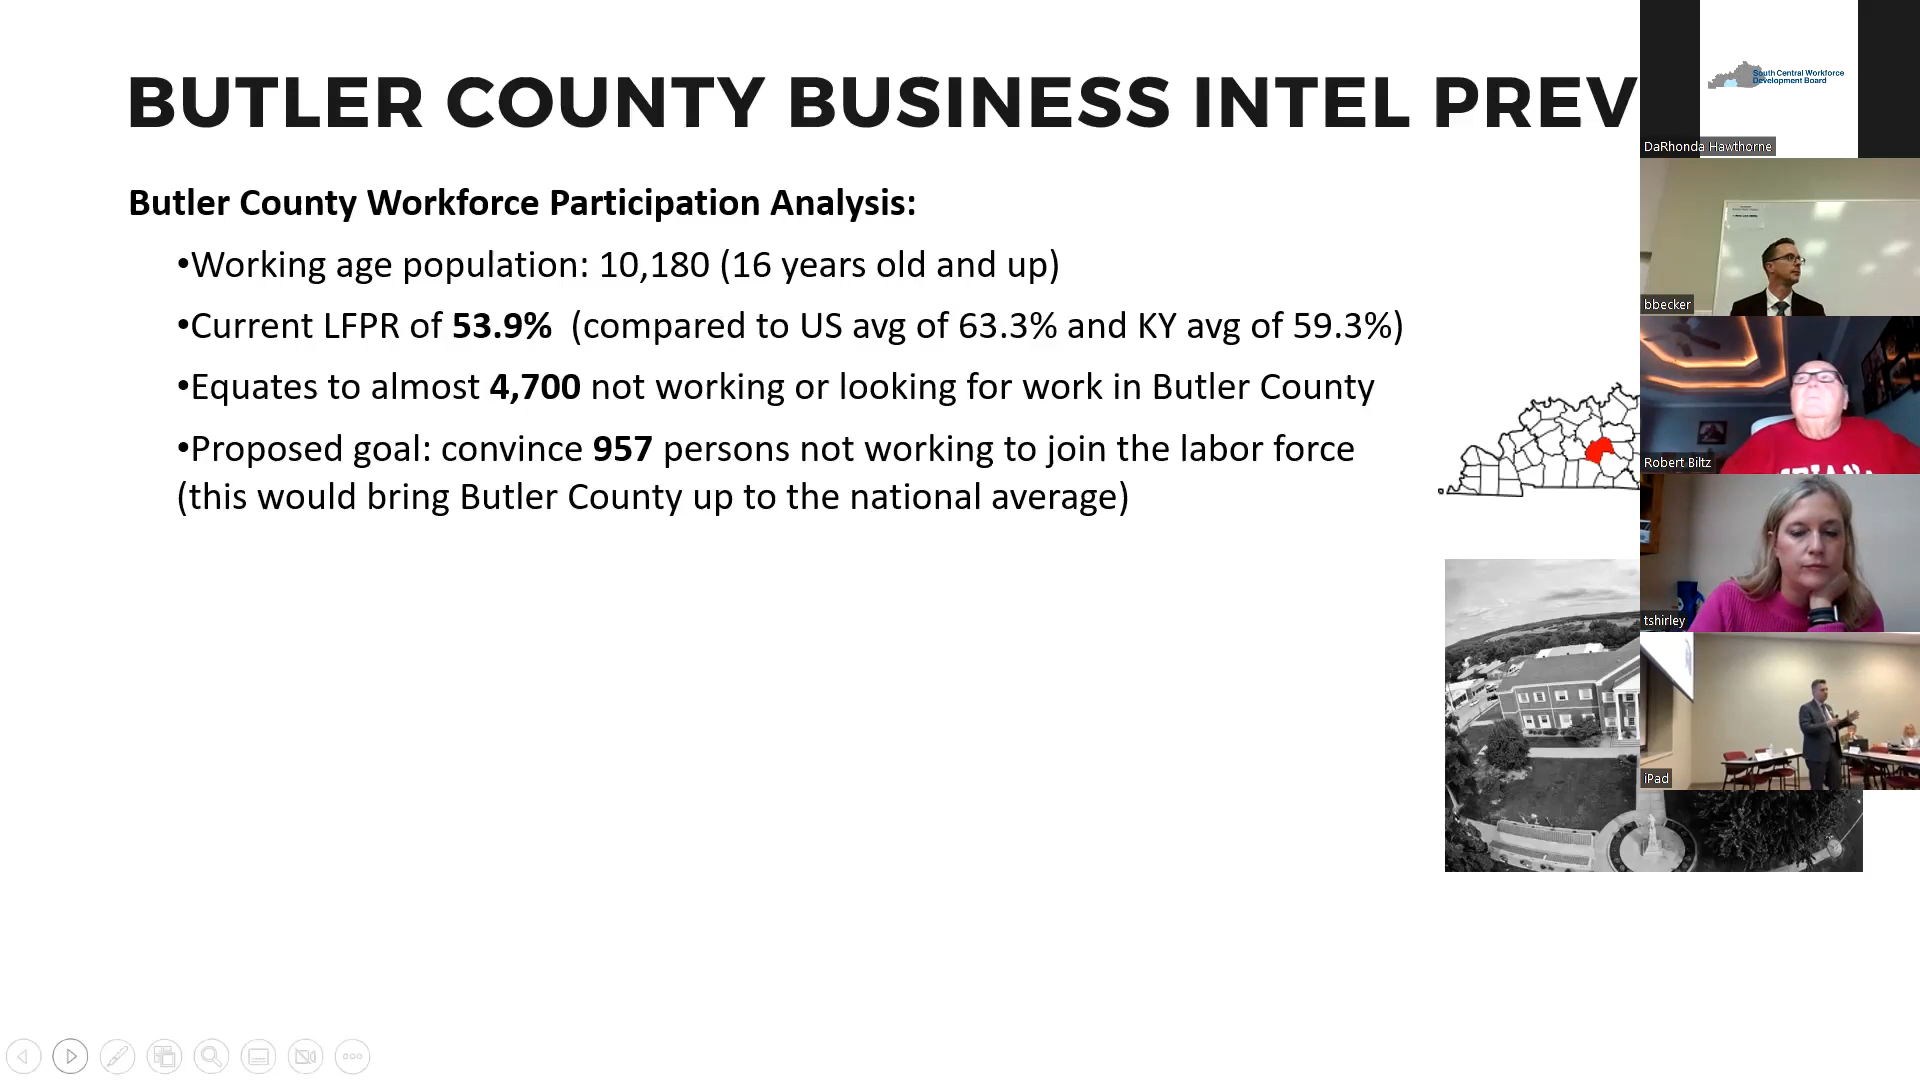 BUTLER COUNTY BUSINESS INTEL PREV
Butler County Workforce Participation Analysis:
•Working age population: 10,180 (16 years old and up)
•Current LFPR of 53.9% (compared to US avg of 63.3% and KY avg of 59.3%)
•Equates to almost 4,700 not working or looking for work in Butler County
•Proposed goal: convince 957 persons not working to join the labor force
(this would bring Butler County up to the national average)
South Central Workforce
Development Board
DaRhonda Hawthorne
bbecker
Robert Biltz
tshirley
iPad